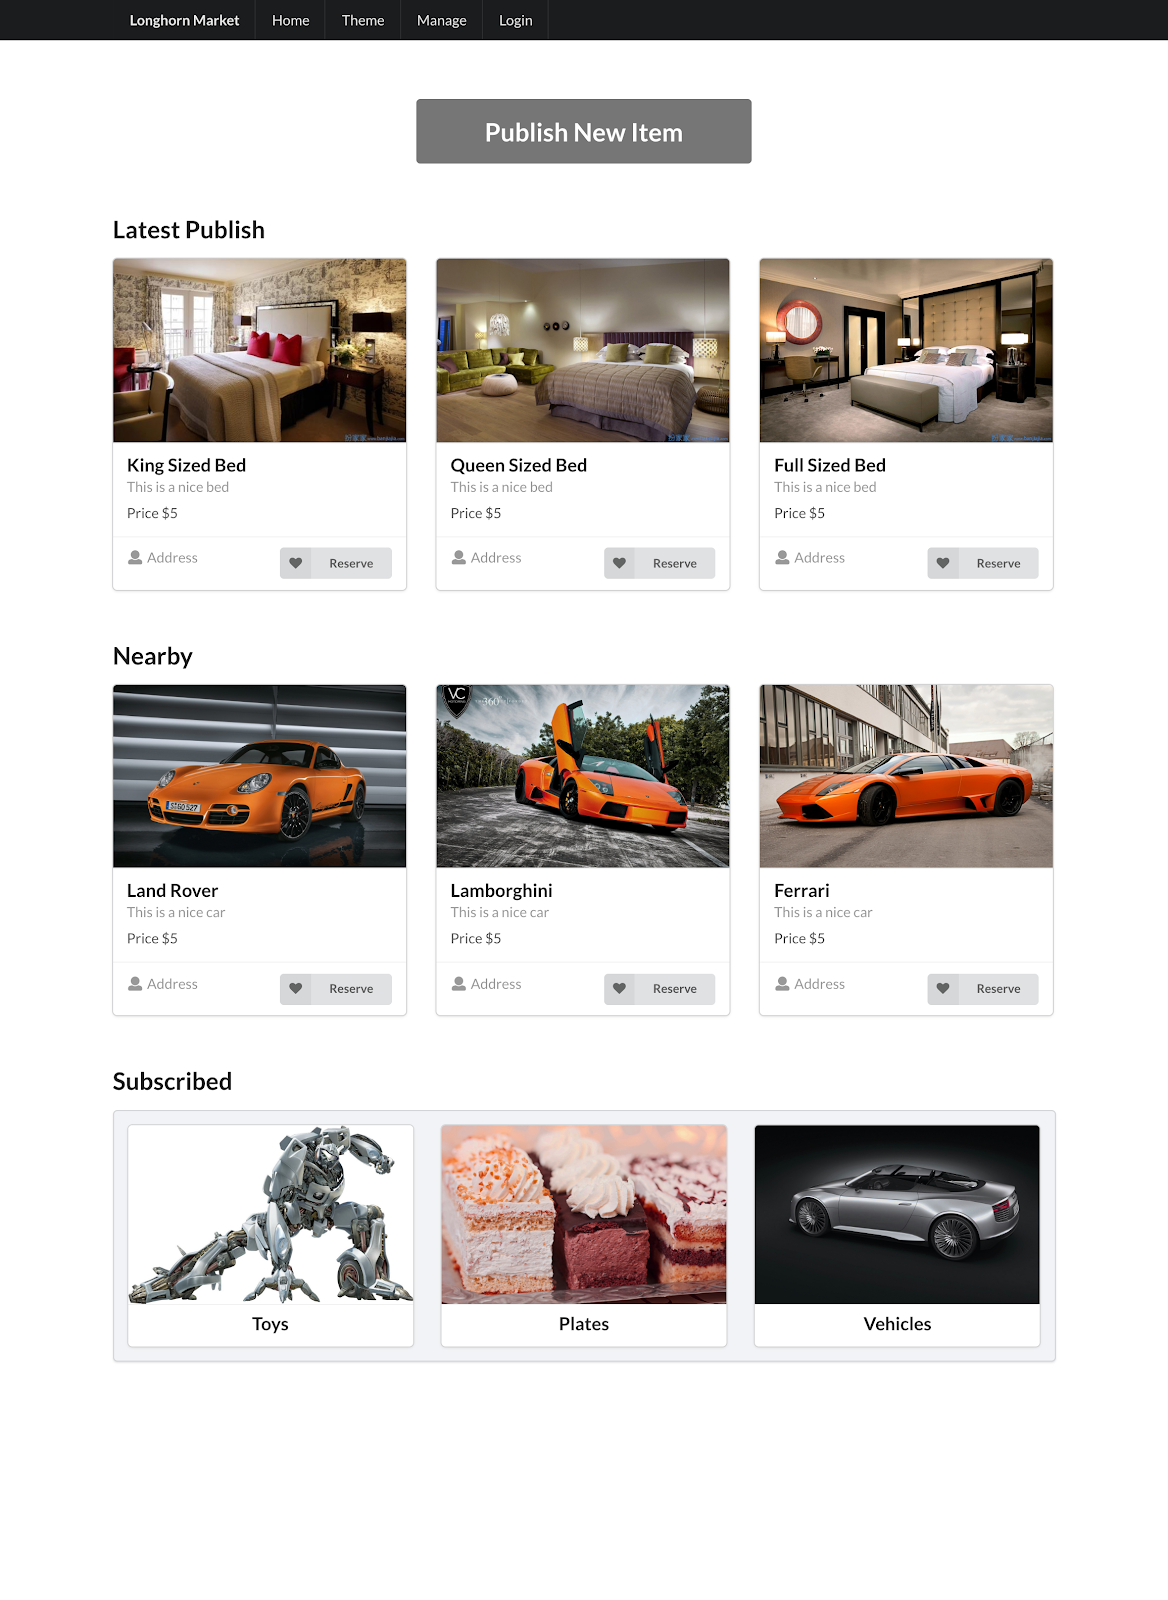 Longhorn Market Home Theme Manage Login
Publish New Item
Latest Publish
King Sized Bed
This is a nice bed
Price $5
Address
Reserve
Queen Sized Bed
This is a nice bed
Price $5
Address
Reserve
Full Sized Bed
This is a nice bed
Price $5
Address
Reserve
Nearby
Land Rover
This is a nice car
Price $5
Address
Reserve
VC
360°
Lamborghini
This is a nice car
Price $5
Address
Reserve
Ferrari
This is a nice car
Price $5
Address
Reserve
Subscribed
Toys
Plates
Vehicles